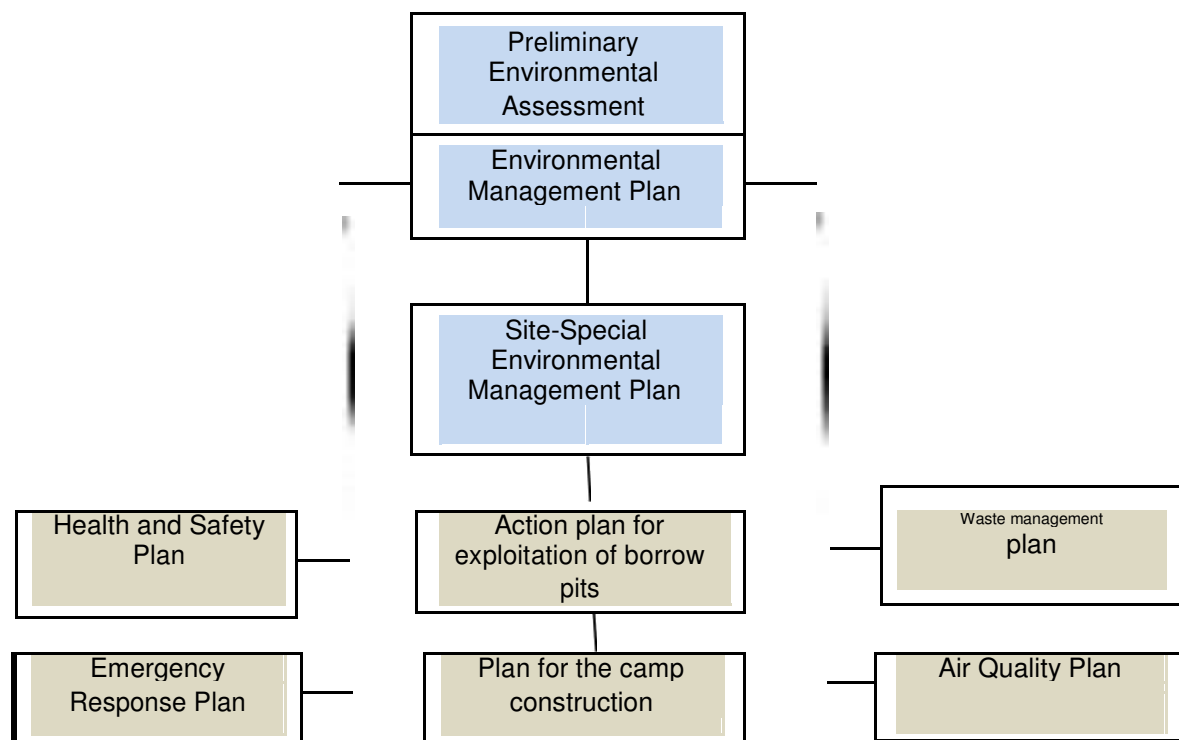 Preliminary
Environmental
Assessment
Environmental
Management Plan
Site-Special
Environmental
Management Plan
Health and Safety
Plan
Action plan for
exploitation of borrow
pits
Waste management
plan
Emergency
Response Plan
Plan for the camp
construction
Air Quality Plan